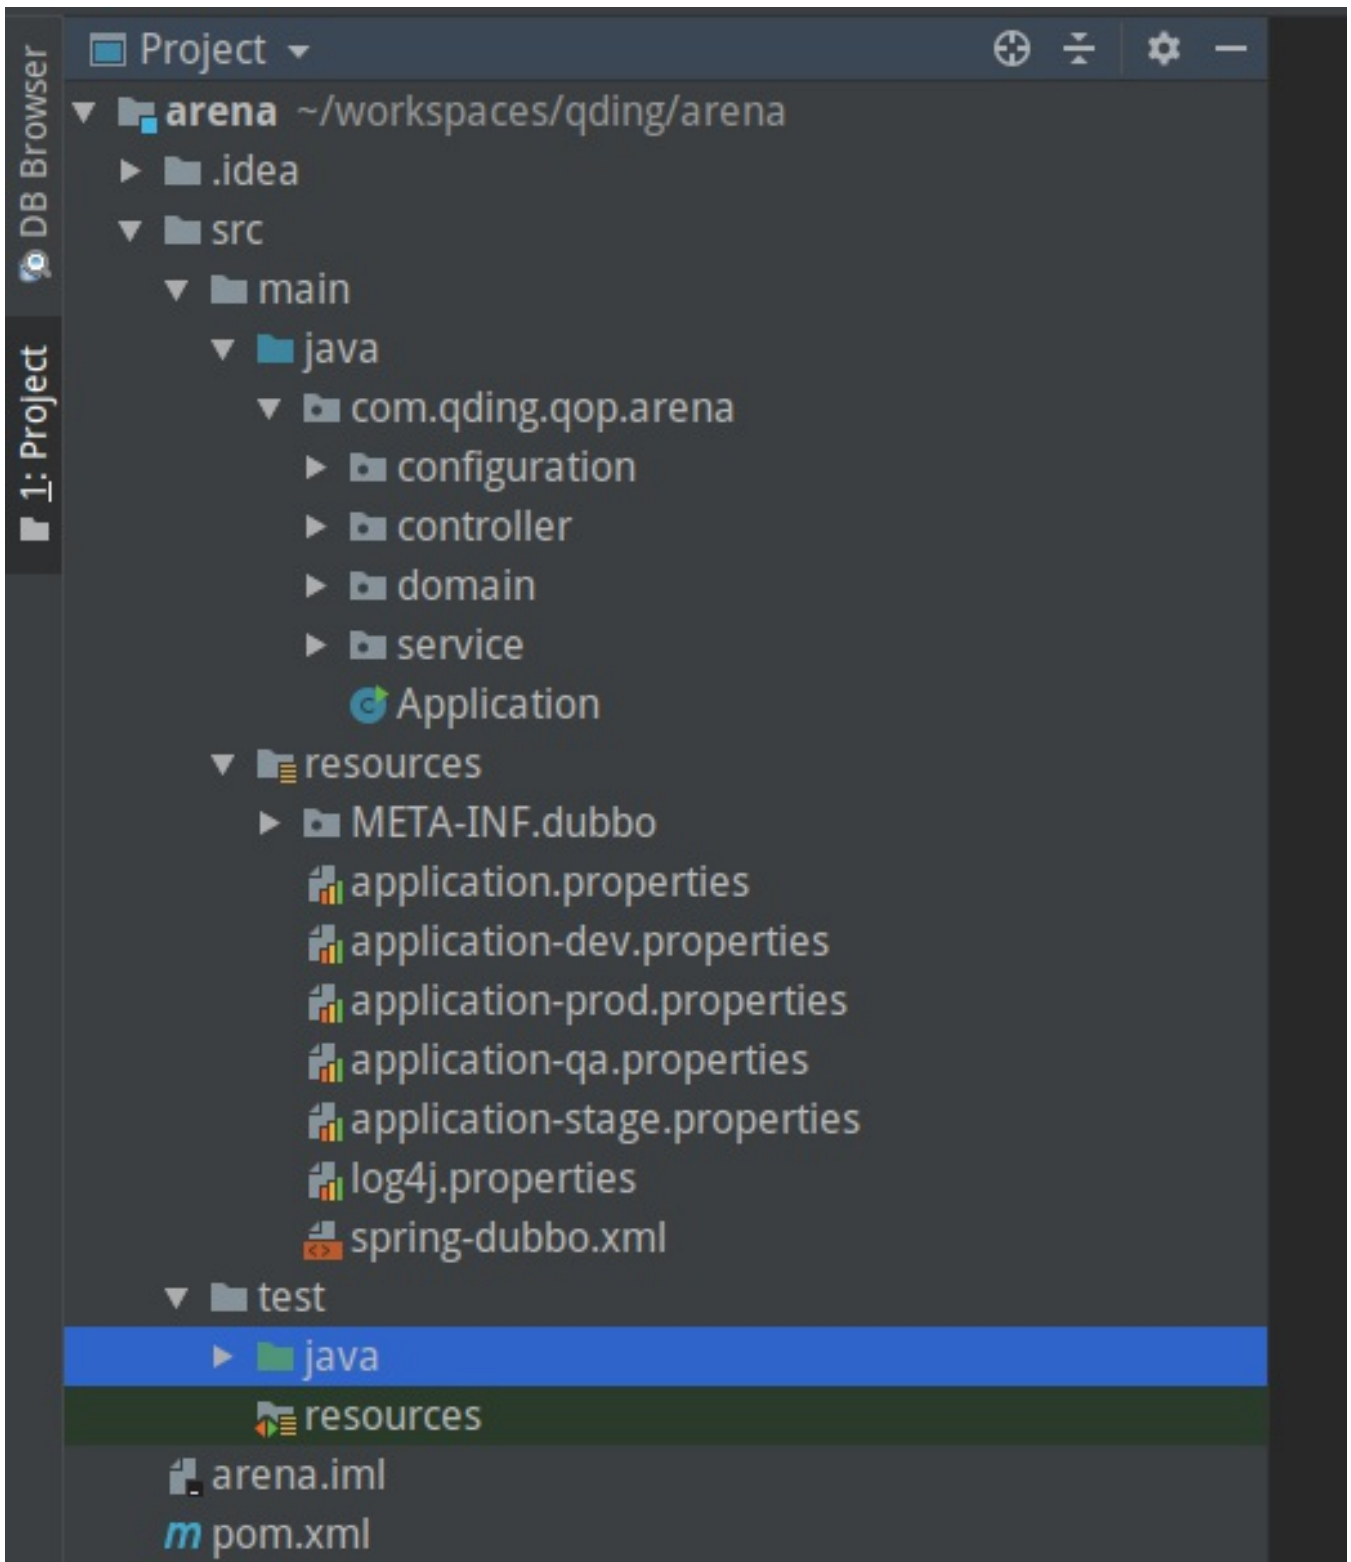 DB Browser
1: Project
Project
arena ~/workspaces/qding/arena
.idea
src
main
java
com.qding.qop.arena
configuration
controller
domain
service
Application
resources
META-INF.dubbo
application.properties
application-dev.properties
application-prod.properties
application-qa.properties
application-stage.properties
log4j.properties
spring-dubbo.xml
test
java
resources
arena.iml
pom.xml